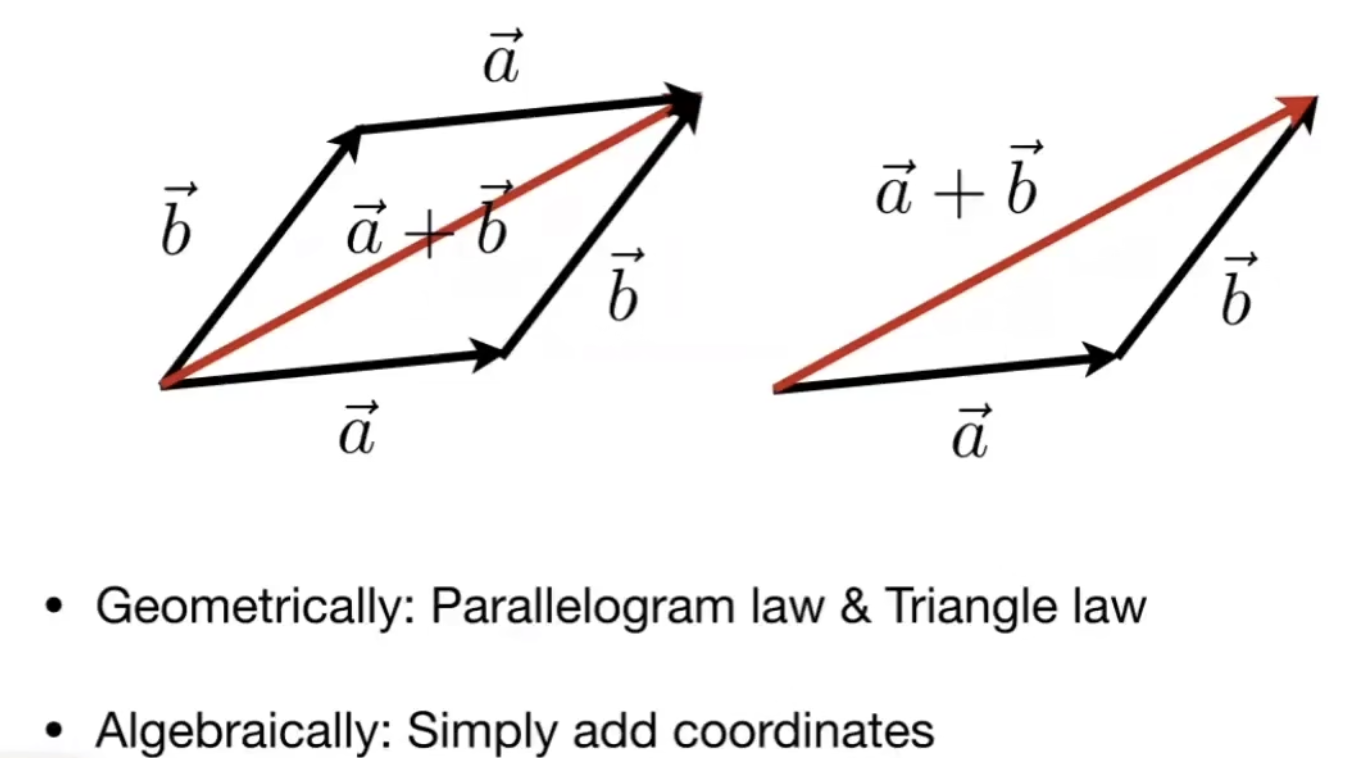 $\vec{a}$
$\vec{b}$
$\vec{a} + \vec{b}$
$\vec{b}$
$\vec{a}$
$\vec{a} + \vec{b}$
$\vec{b}$
$\vec{a}$
• Geometrically: Parallelogram law & Triangle law
• Algebraically: Simply add coordinates